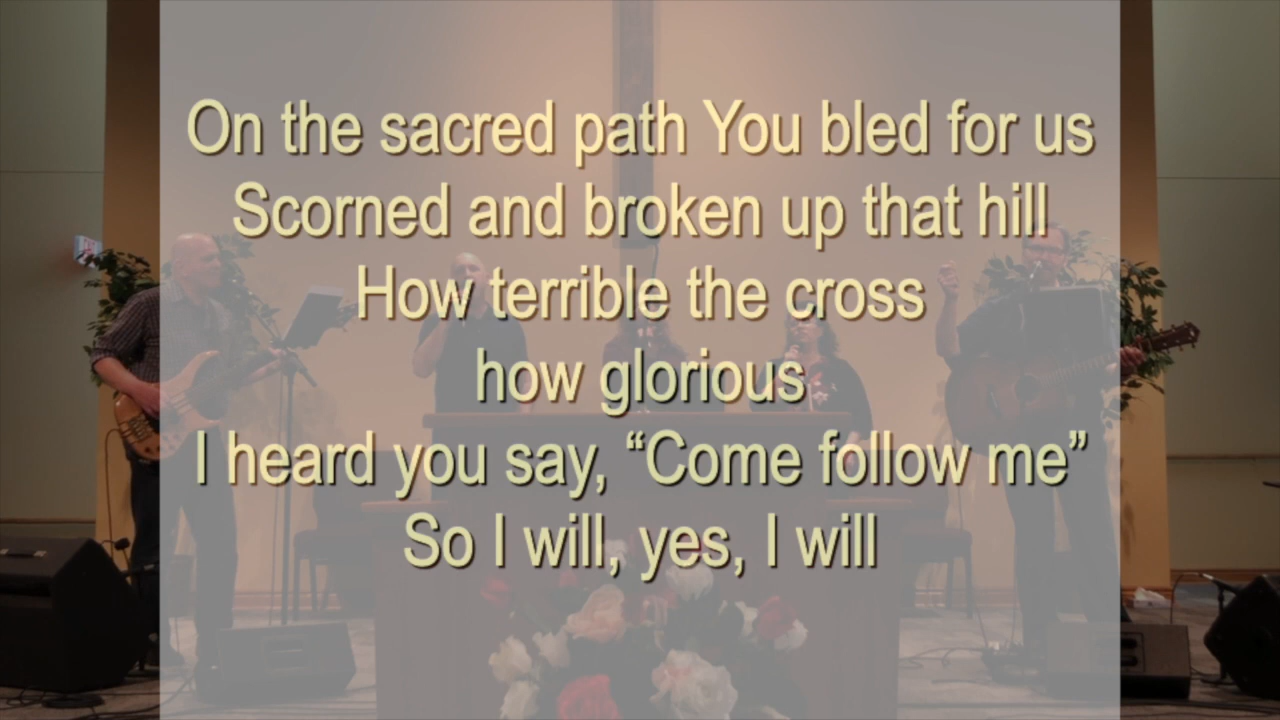 On the sacred path You bled for us
Scorned and broken up that hill
How terrible the cross
how glorious
I heard you say, “Come follow me”
So I will, yes, I will